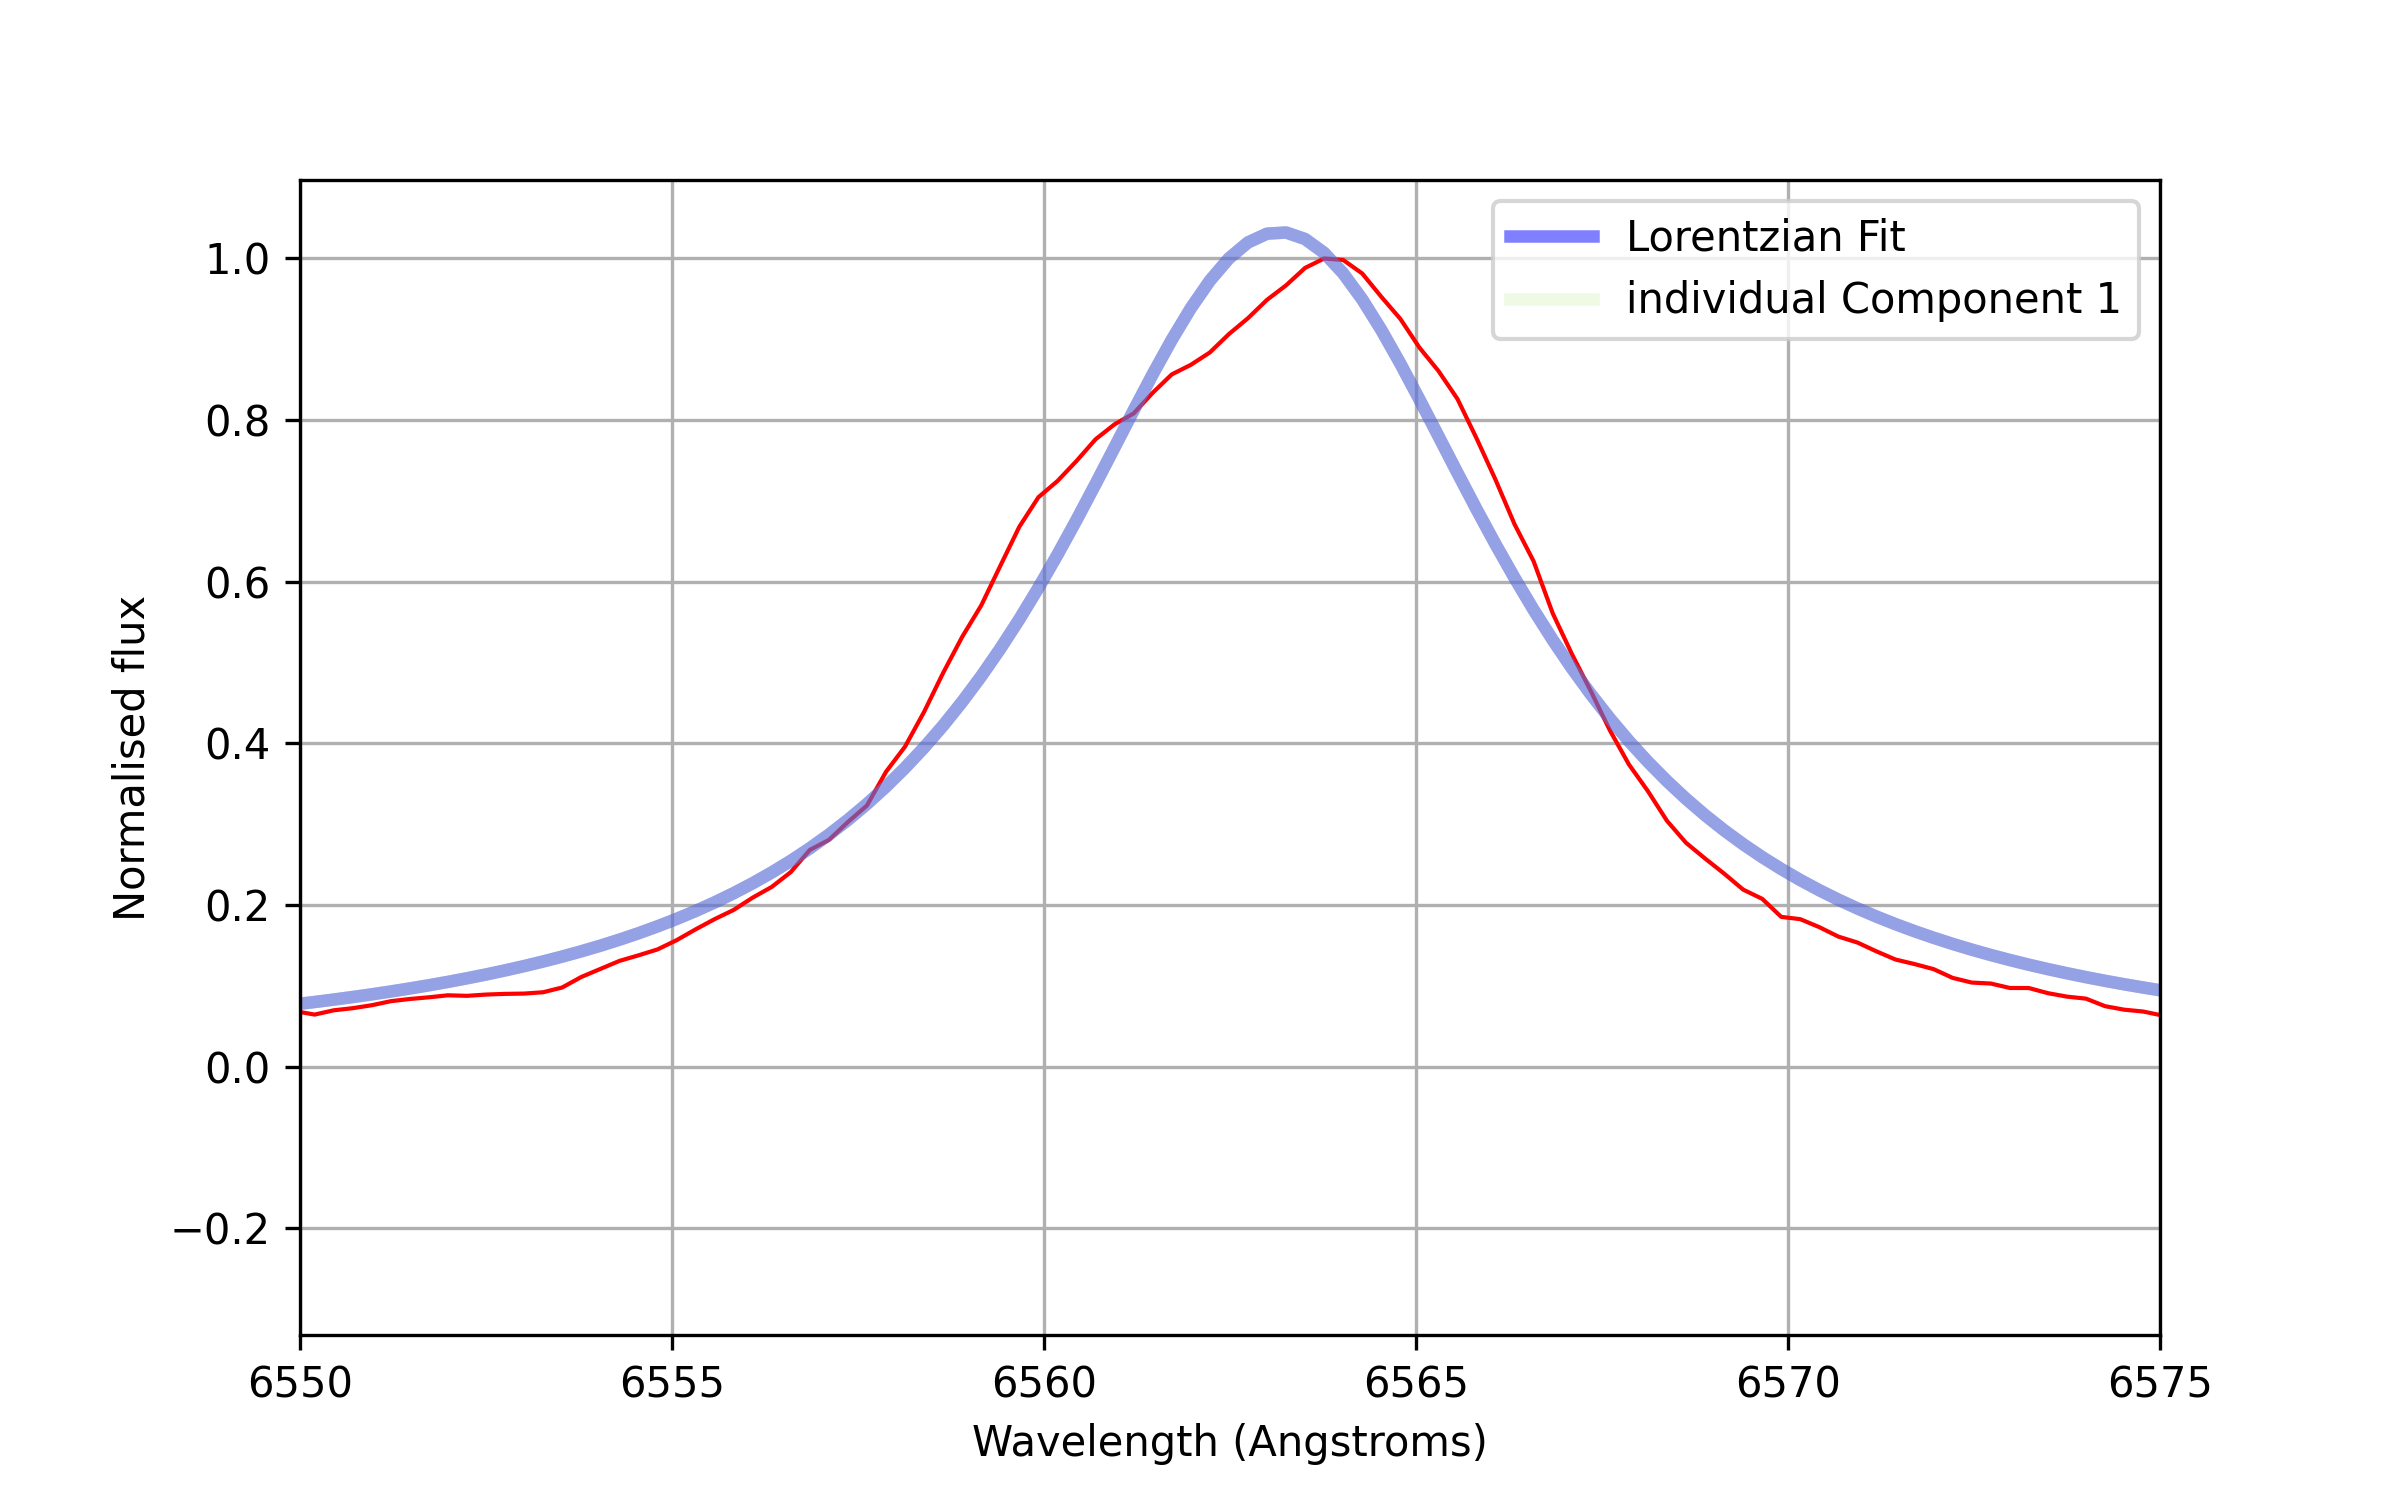 Lorentzian Fit
individual Component 1
1.0
0.8
0.6
0.4
0.2
0.0
−0.2
Normalised flux
6550 6555 6560 6565 6570 6575
Wavelength (Angstroms)